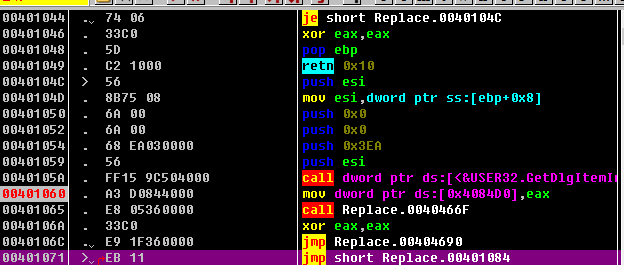 00401044 . 74 06 je short Replace.0040104C
00401046 . 33C0 xor eax,eax
00401048 . 5D pop ebp
00401049 . C2 1000 retn 0x10
0040104C > 56 push esi
0040104D . 8B75 08 mov esi,dword ptr ss:[ebp+0x8]
00401050 . 6A 00 push 0x0
00401052 . 6A 00 push 0x0
00401054 . 68 EA030000 push 0x3EA
00401059 . 56 push esi
0040105A . FF15 9C504000 call dword ptr ds:[<&USER32.GetDlgItemIn
00401060 . A3 D0844000 mov dword ptr ds:[0x4084D0],eax
00401065 . E8 05360000 call Replace.0040466F
0040106A . 33C0 xor eax,eax
0040106C . E9 1F360000 jmp Replace.00404690
00401071 > EB 11 jmp short Replace.00401084